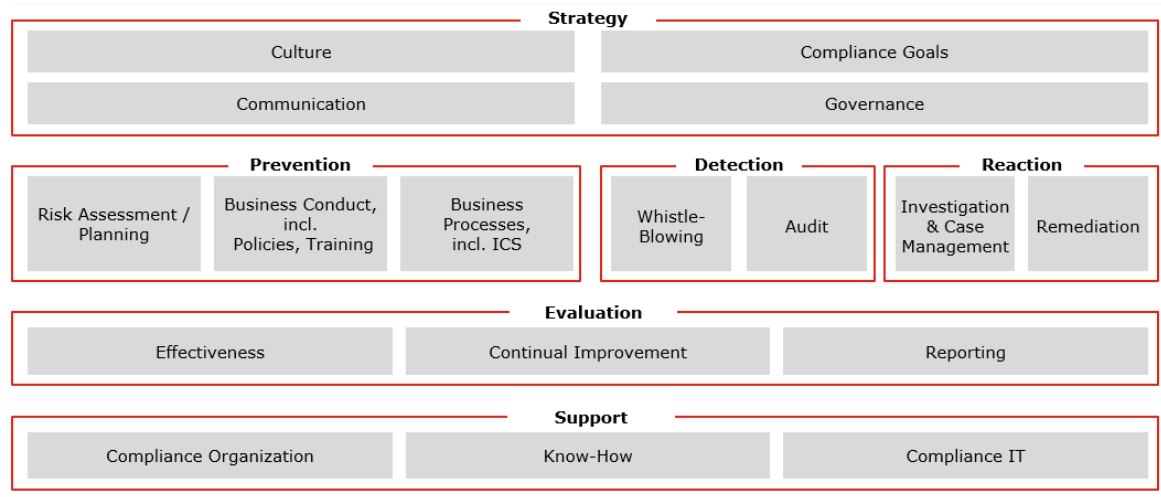 Strategy
Culture
Compliance Goals
Communication
Governance
Prevention
Risk Assessment /
Planning
Business Conduct,
incl.
Policies, Training
Business
Processes,
incl. ICS
Detection
Whistle-
Blowing
Audit
Reaction
Investigation
& Case
Management
Remediation
Evaluation
Effectiveness
Continual Improvement
Reporting
Support
Compliance Organization
Know-How
Compliance IT